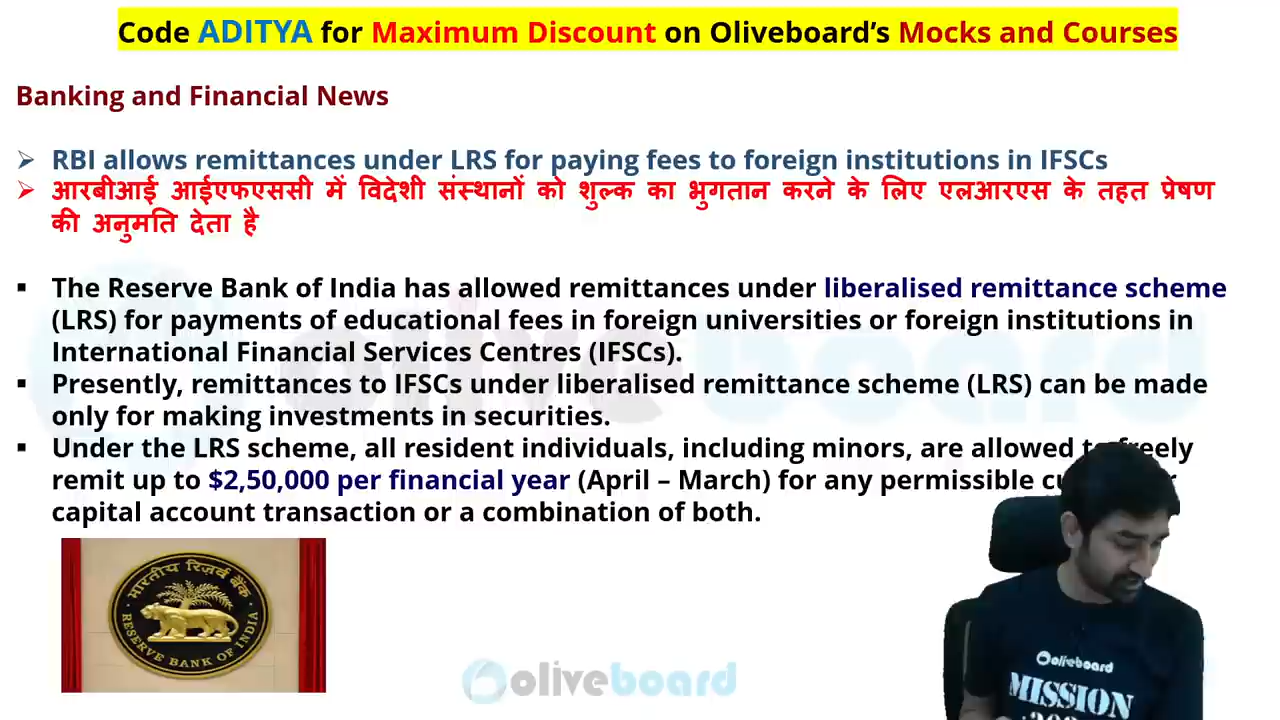 Code ADITYA for Maximum Discount on Oliveboard’s Mocks and Courses
Banking and Financial News
➢ RBI allows remittances under LRS for paying fees to foreign institutions in IFSCs
➢ आरबीआई आईएफएससी में विदेशी संस्थानों को शुल्क का भुगतान करने के लिए एलआरएस के तहत प्रेषण
की अनुमति देता है
▪ The Reserve Bank of India has allowed remittances under liberalised remittance scheme
(LRS) for payments of educational fees in foreign universities or foreign institutions in
International Financial Services Centres (IFSCs).
▪ Presently, remittances to IFSCs under liberalised remittance scheme (LRS) can be made
only for making investments in securities.
▪ Under the LRS scheme, all resident individuals, including minors, are allowed freely
remit up to $2,50,000 per financial year (April – March) for any permissible
capital account transaction or a combination of both.
भारतीय रिज़र्व बैंक
RESERVE BANK OF INDIA
oliveboard
oliveboard
MISSION
oliveboard